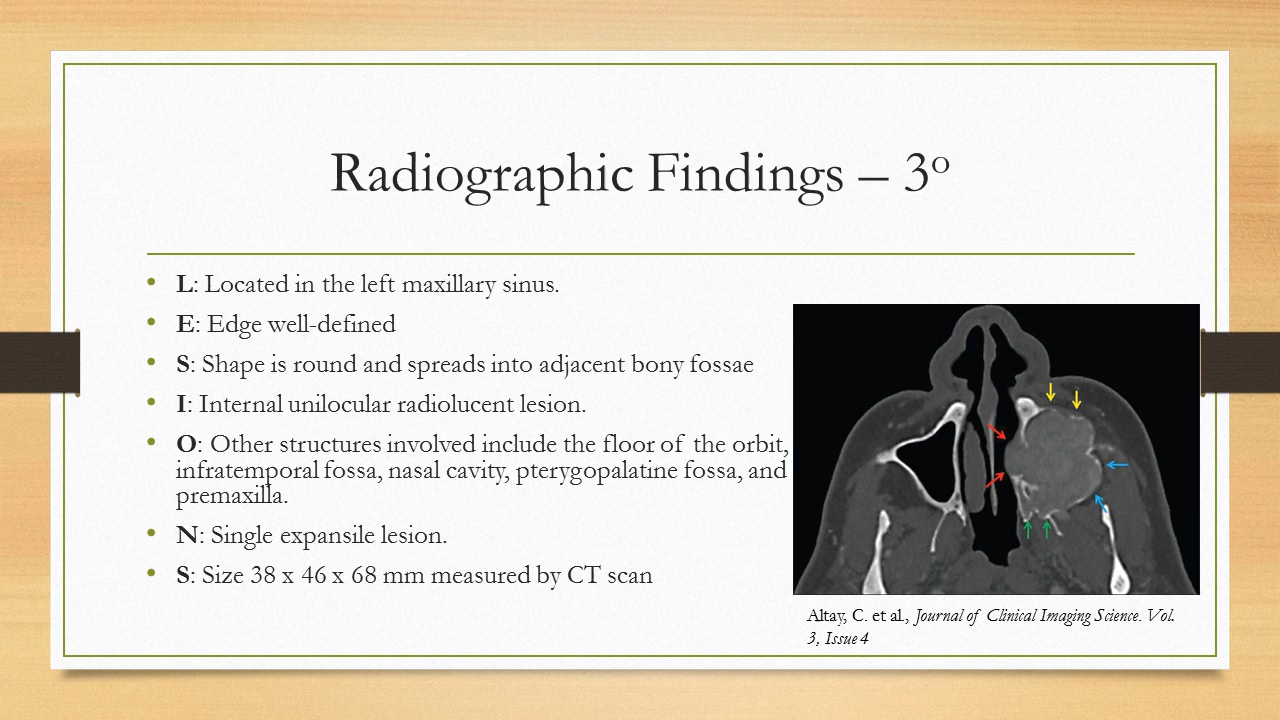 Radiographic Findings – 3º
• L: Located in the left maxillary sinus.
• E: Edge well-defined
• S: Shape is round and spreads into adjacent bony fossae
• I: Internal unilocular radiolucent lesion.
• O: Other structures involved include the floor of the orbit,
infratemporal fossa, nasal cavity, pterygopalatine fossa, and
premaxilla.
• N: Single expansile lesion.
• S: Size 38 x 46 x 68 mm measured by CT scan
Altay, C. et al., Journal of Clinical Imaging Science. Vol.
3, Issue 4